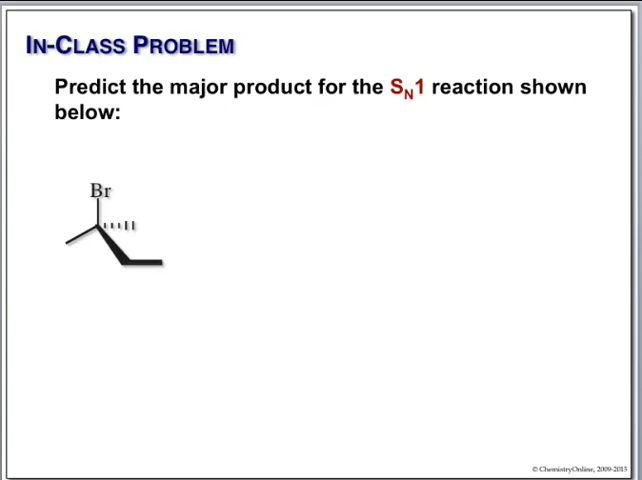 IN-CLASS PROBLEM
Predict the major product for the SN1 reaction shown
below:
Br
© ChemistryOnline, 2009-2015